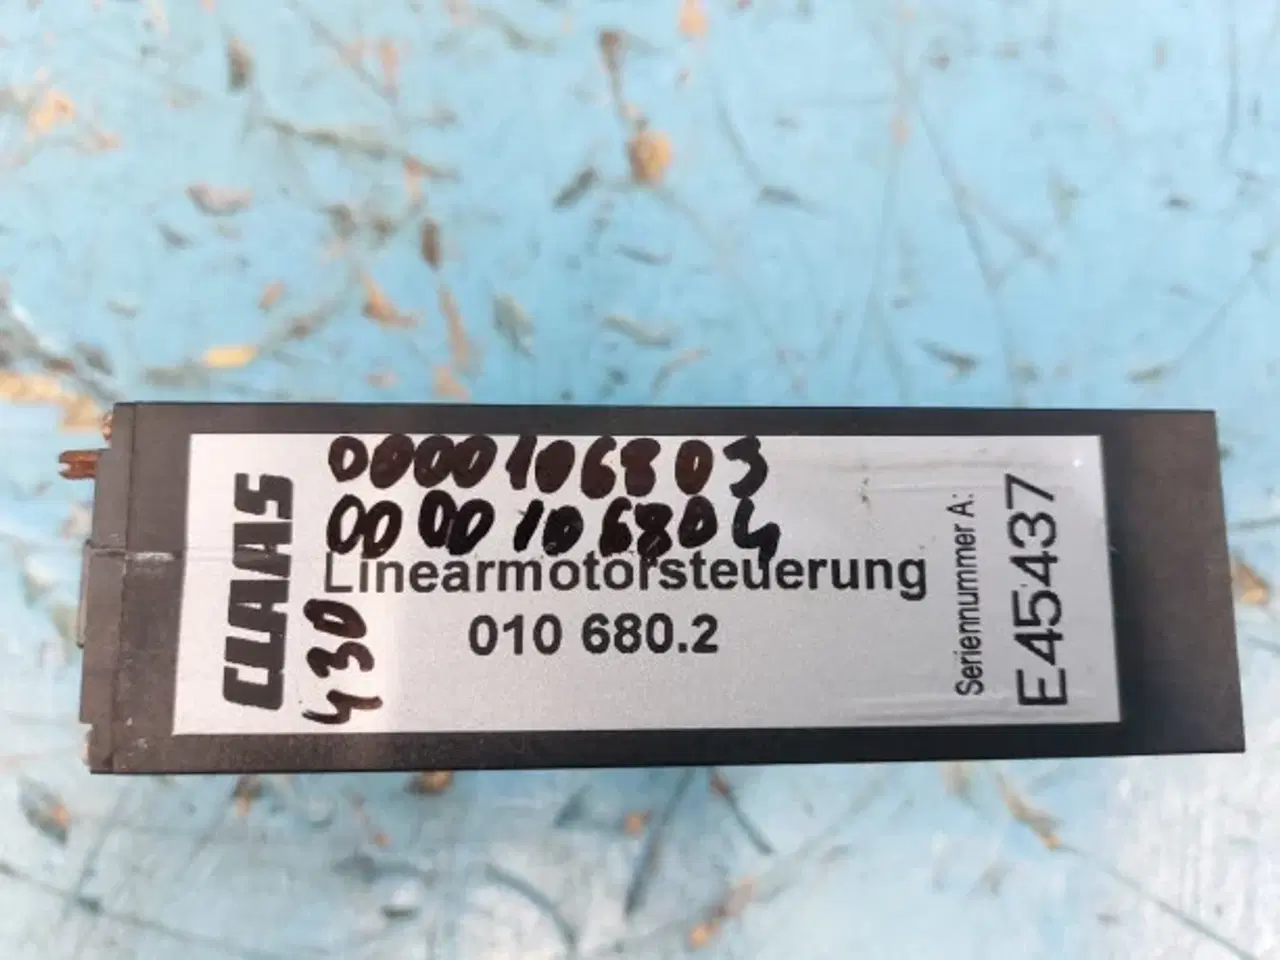 CLAAS
0000106803
0000106804
Linearmotorsteuerung
010 680.2
430
Seriennummer A:
E45437